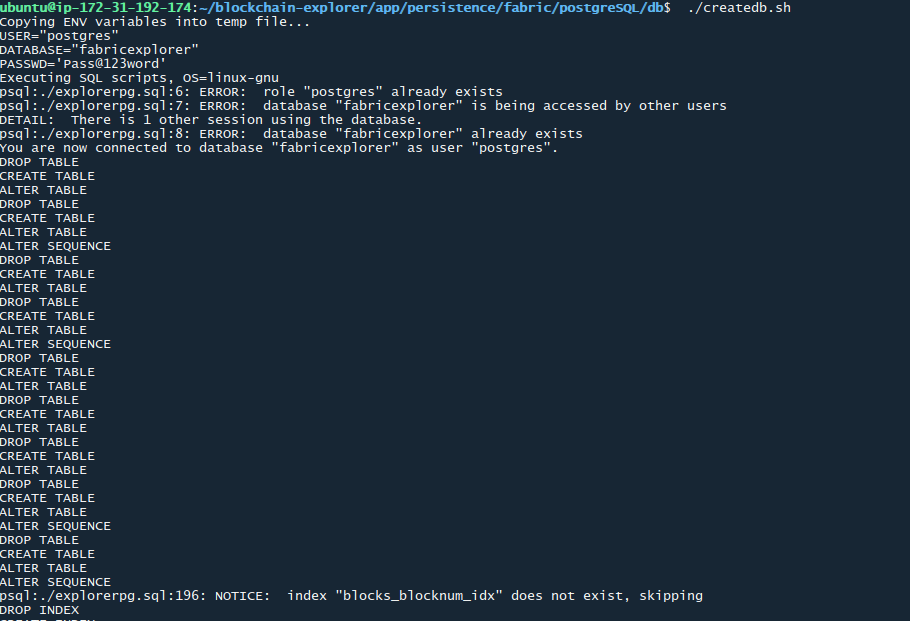 ubuntu@ip-172-31-192-174:~/blockchain-explorer/app/persistence/fabric/postgreSQL/db$  ./createdb.sh
Copying ENV variables into temp file...
USER="postgres"
DATABASE="fabricexplorer"
PASSWD='Pass@123word'
Executing SQL scripts, OS=linux-gnu
psql:./explorerpg.sql:6: ERROR:  role "postgres" already exists
psql:./explorerpg.sql:7: ERROR:  database "fabricexplorer" is being accessed by other users
DETAIL:  There is 1 other session using the database.
psql:./explorerpg.sql:8: ERROR:  database "fabricexplorer" already exists
You are now connected to database "fabricexplorer" as user "postgres".
DROP TABLE
CREATE TABLE
ALTER TABLE
DROP TABLE
CREATE TABLE
ALTER TABLE
ALTER SEQUENCE
DROP TABLE
CREATE TABLE
ALTER TABLE
DROP TABLE
CREATE TABLE
ALTER TABLE
ALTER SEQUENCE
DROP TABLE
CREATE TABLE
ALTER TABLE
DROP TABLE
CREATE TABLE
ALTER TABLE
DROP TABLE
CREATE TABLE
ALTER TABLE
DROP TABLE
CREATE TABLE
ALTER TABLE
ALTER SEQUENCE
DROP TABLE
CREATE TABLE
ALTER TABLE
ALTER SEQUENCE
psql:./explorerpg.sql:196: NOTICE:  index "blocks_blocknum_idx" does not exist, skipping
DROP INDEX